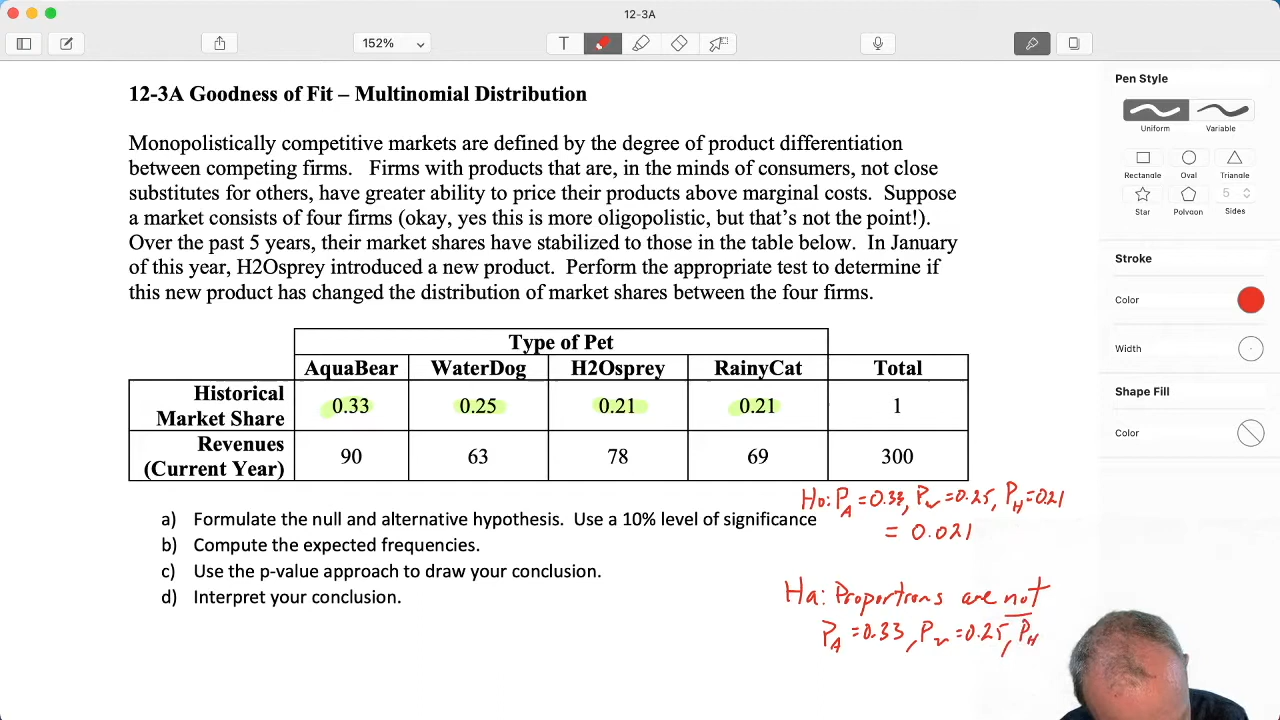 12-3A
152%
T
12-3A Goodness of Fit – Multinomial Distribution
Monopolistically competitive markets are defined by the degree of product differentiation
between competing firms. Firms with products that are, in the minds of consumers, not close
substitutes for others, have greater ability to price their products above marginal costs. Suppose
a market consists of four firms (okay, yes this is more oligopolistic, but that’s not the point!).
Over the past 5 years, their market shares have stabilized to those in the table below. In January
of this year, H2Osprey introduced a new product. Perform the appropriate test to determine if
this new product has changed the distribution of market shares between the four firms.
Type of Pet
AquaBear WaterDog H2Osprey RainyCat Total
Historical
Market Share 0.33 0.25 0.21 0.21 1
Revenues
(Current Year) 90 63 78 69 300
a) Formulate the null and alternative hypothesis. Use a 10% level of significance
b) Compute the expected frequencies.
c) Use the p-value approach to draw your conclusion.
d) Interpret your conclusion.
Ho: PA = 0.33, Pw = 0.25, PH = 0.21
= 0.021
Ha: Proportions are not
PA = 0.33, Pw = 0.25, PH
Pen Style
Uniform Variable
Rectangle Oval Triangle
5
Star Polygon Sides
Stroke
Color
Width
Shape Fill
Color